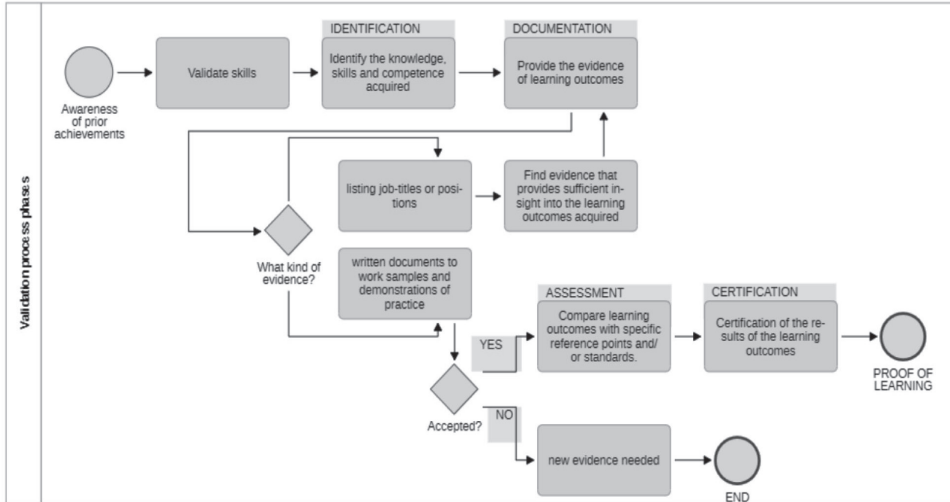 Validation process phases
Awareness
of prior
achievements
Validate skills
IDENTIFICATION
Identify the knowledge,
skills and competence
acquired
DOCUMENTATION
Provide the evidence
of learning outcomes
What kind of
evidence?
listing job-titles or posi-
tions
Find evidence that
provides sufficient in-
sight into the learning
outcomes acquired
written documents to
work samples and
demonstrations of
practice
Accepted?
YES
ASSESSMENT
Compare learning
outcomes with specific
reference points and/
or standards.
CERTIFICATION
Certification of the re-
sults of the learning
outcomes
PROOF OF
LEARNING
NO
new evidence needed
END